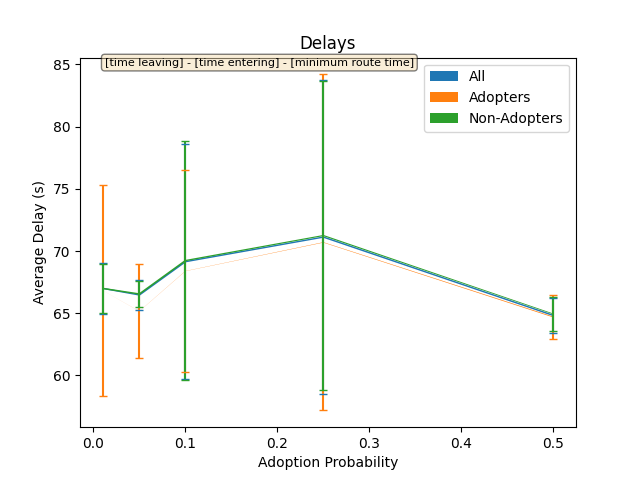 Delays
[time leaving] - [time entering] - [minimum route time]
All
Adopters
Non-Adopters
Average Delay (s)
85
80
75
70
65
60
0.0 0.1 0.2 0.3 0.4 0.5
Adoption Probability